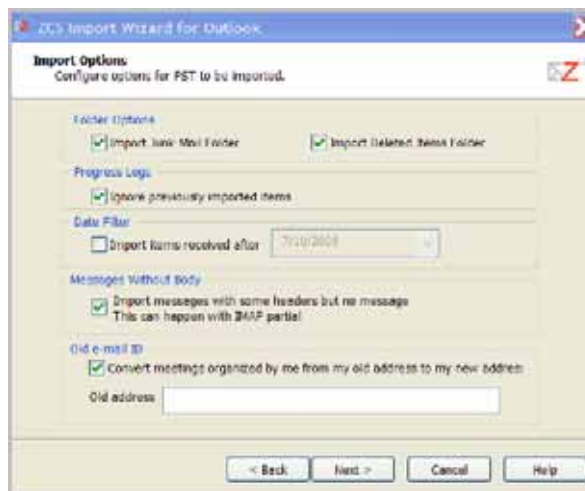 ZCS Import Wizard for Outlook
Import Options
Configure options for PST to be imported.
Z
Folder Options
Import Junk Mail Folder
Import Deleted Items Folder
Progress Logs
Ignore previously imported items
Date Filter
Import items received after
Messages Without Body
Import messages with some headers but no message
This can happen with IMAP partial
Old e-mail ID
Convert meetings organized by me from my old address to my new address
Old address
< Back
Next >
Cancel
Help